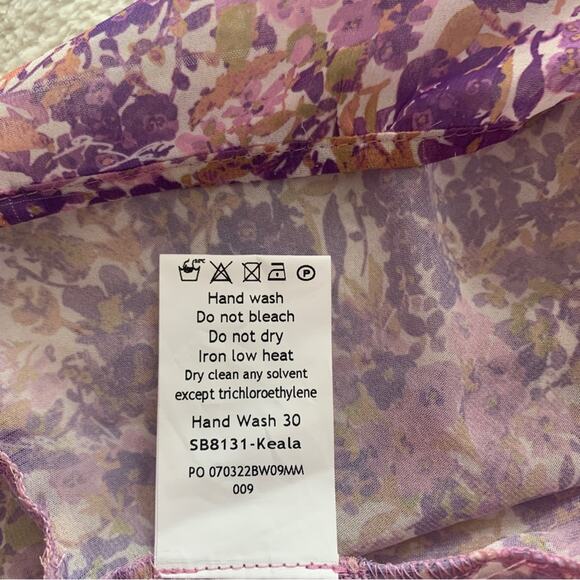 30°C
P
Hand wash
Do not bleach
Do not dry
Iron low heat
Dry clean any solvent
except trichloroethylene
Hand Wash 30
SB8131-Keala
PO 070322BW09MM
009